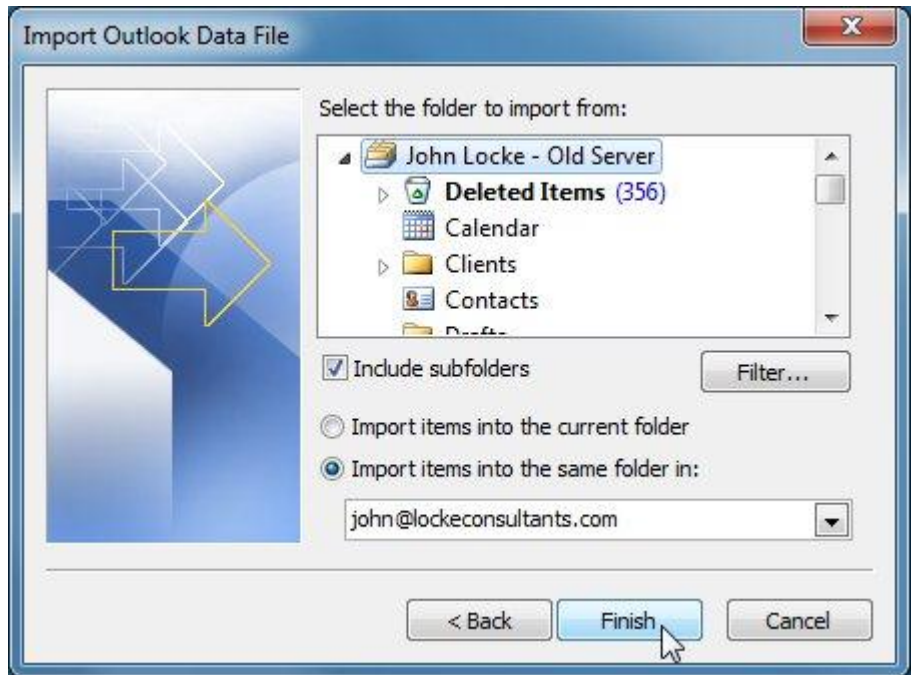 Import Outlook Data File
Select the folder to import from:
John Locke - Old Server
Deleted Items (356)
Calendar
Clients
Contacts
Drafts
Include subfolders
Filter...
Import items into the current folder
Import items into the same folder in:
john@lockeconsultants.com
< Back Finish Cancel